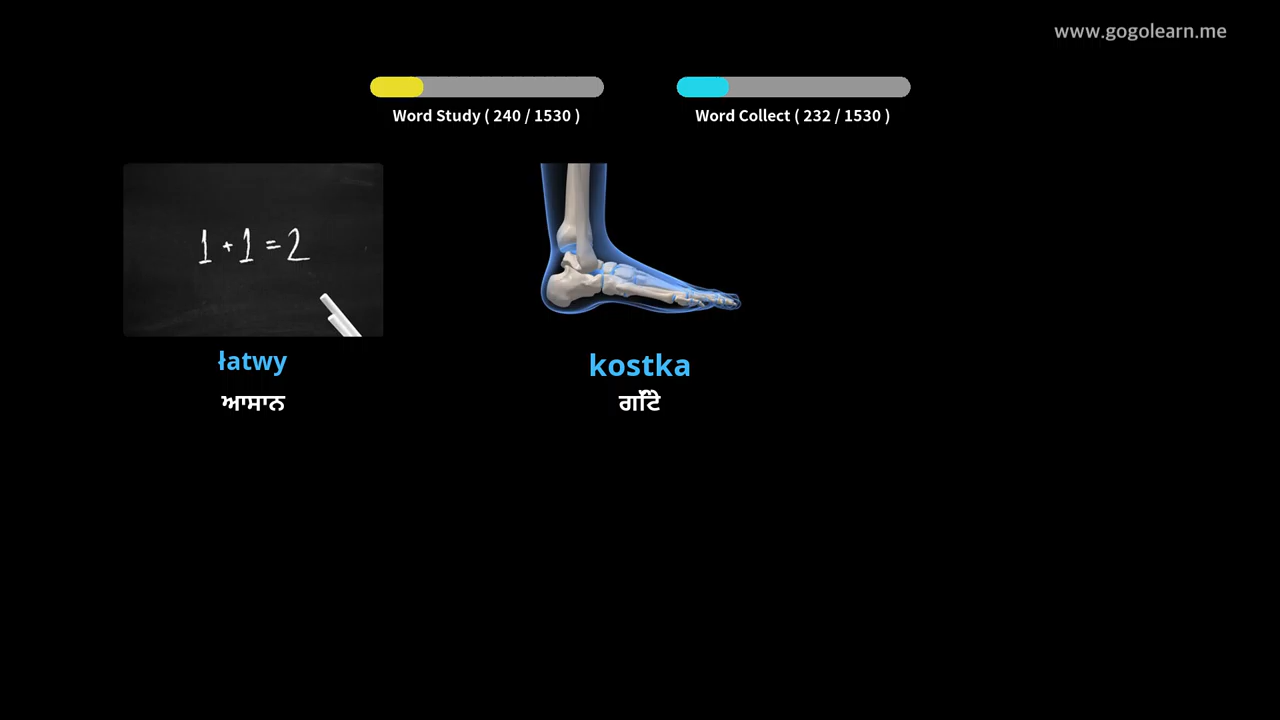 www.gogolearn.me
Word Study ( 240 / 1530 )
Word Collect ( 232 / 1530 )
1 + 1 = 2
łatwy
kostka
ਆਸਾਨ
ਗਿੱਟੇ